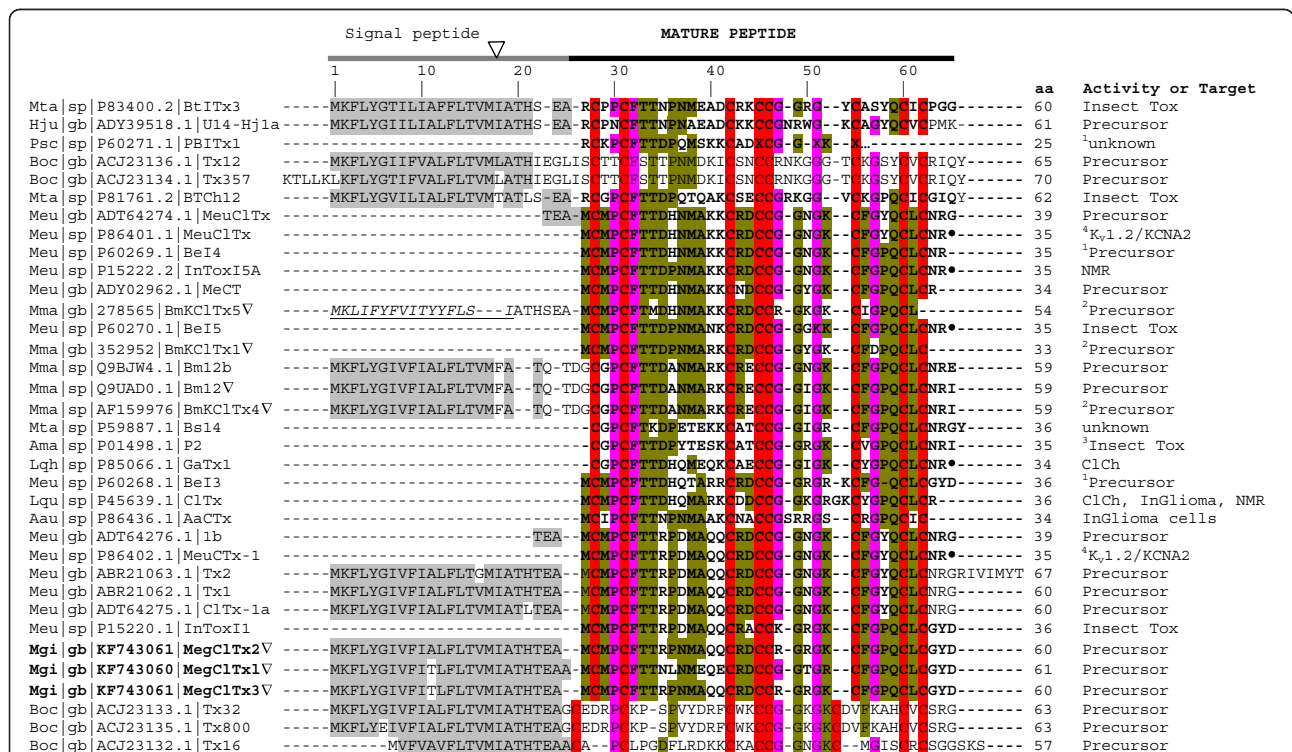 Signal peptide ▽ MATURE PEPTIDE
1 10 20 30 40 50 60
aa Activity or Target
Mta|sp|P83400.2|BtITx3 -----MKFLYGTILIAFFLTVMIATHS-EA-RCPPCFTTNPNMEADCRKCCG-GRG--YCASYQCICPGG------- 60 Insect Tox
Hju|gb|ADY39518.1|U14-Hj1a -----MKFLYGIILIALFLTVMIATHS-EA-RCPNCFTTNPNAEADCKKCCGNRWG--KCAGYQCVCPMK------- 61 Precursor
Psc|sp|P60271.1|PBITx1 -------------------------------RCKPCFTTDPQMSKKCADXCG-G-XK--X…------- 25 ¹unknown
Boc|gb|ACJ23136.1|Tx12 -----MKFLYGIIFVALFLTVMLATHIEGLISCTTCFSTTPNMDKICSNCCRNKGGG-TCKGSYCVCRIQY------ 65 Precursor
Boc|gb|ACJ23134.1|Tx357 KTLLKLKFLYGTIFVALFLTVMLATHIEGLISCTTCFSTTPNMDKICSNCCRNKGGG-TCKGSYCVCRIQY------ 70 Precursor
Mta|sp|P81761.2|BTCh12 -----MKFLYGVILIALFLTVMTATLS-EA-RCGPCFTTDPQTQAKCSECCGRKGG--VCKGPQCICGIQY------ 62 Insect Tox
Meu|gb|ADT64274.1|MeuClTx ---------------------------TEA-MCMPCFTTDHNMAKKCRDCCG-GNGK--CFGYQCLCNRG------- 39 Precursor
Meu|sp|P86401.1|MeuClTx -------------------------------MCMPCFTTDHNMAKKCRDCCG-GNGK--CFGYQCLCNR●------- 35 ⁴Kᵥ1.2/KCNA2
Meu|sp|P60269.1|BeI4 -------------------------------MCMPCFTTDHNMAKKCRDCCG-GNGK--CFGPQCLCNR-------- 35 ¹Precursor
Meu|sp|P15222.2|InToxI5A -------------------------------MCMPCFTTDPNMAKKCRDCCG-GNGK--CFGPQCLCNR●------- 35 NMR
Meu|gb|ADY02962.1|MeCT -------------------------------MCMPCFTTDHNMAKKCNDCCG-GYGK--CFGPQCLCR--------- 34 Precursor
Mma|gb|278565|BmKClTx5▽ -----MKLIFYFVITYYFLS---IATHSEA-MCMPCFTMDHNMAKKCRDCCR-GKGK--CIGPQCL----------- 54 ²Precursor
Meu|sp|P60270.1|BeI5 -------------------------------MCMPCFTTDPNMANKCRDCCG-GGKK--CFGPQCLCNR●------- 35 Insect Tox
Mma|gb|352952|BmKClTx1▽ -------------------------------MCMPCFTTDPNMARKCRDCCG-GYGK--CFDPQCLC---------- 33 ²Precursor
Mma|sp|Q9BJW4.1|Bm12b -----MKFLYGIVFIALFLTVMFA--TQ-TDGCGPCFTTDANMARKCRECCG-GNGK--CFGPQCLCNRE------- 59 Precursor
Mma|sp|Q9UAD0.1|Bm12▽ -----MKFLYGIVFIALFLTVMFA--TQ-TDGCGPCFTTDANMARKCRECCG-GIGK--CFGPQCLCNRI------- 59 Precursor
Mma|sp|AF159976|BmKClTx4▽ -----MKFLYGIVFIALFLTVMFA--TQ-TDGCGPCFTTDANMARKCRECCG-GIGK--CFGPQCLCNRI------- 59 ²Precursor
Mta|sp|P59887.1|Bs14 --------------------------------CGPCFTKDPETEKKCATCCG-GIGR--CFGPQCLCNRGY------ 36 unknown
Ama|sp|P01498.1|P2 --------------------------------CGPCFTTDPYTESKCATCCG-GRGK--CVGPQCLCNRI------- 35 ³Insect Tox
Lqh|sp|P85066.1|GaTx1 --------------------------------CGPCFTTDHQMEQKCAECCG-GIGK--CYGPQCLCNR●------- 34 ClCh
Meu|sp|P60268.1|BeI3 -------------------------------MCMPCFTTDHQTARRCRDCCG-GRGR-KCFG-QCLCGYD------- 36 ¹Precursor
Lqu|sp|P45639.1|ClTx -------------------------------MCMPCFTTDHQMARKCDDCCG-GKGRGKCYGPQCLCR--------- 36 ClCh, InGlioma, NMR
Aau|sp|P86436.1|AaCTx -------------------------------MCIPCFTTNPNMAAKCNACCGSRRGS--CRGPQCIC---------- 34 InGlioma cells
Meu|gb|ADT64276.1|1b --------------------------TEA--MCMPCFTTRPDMAQQCRDCCG-GNGK--CFGYQCLCNRG------- 39 Precursor
Meu|sp|P86402.1|MeuCTx-1 -------------------------------MCMPCFTTRPDMAQQCRDCCG-GNGK--CFGPQCLCNR●------- 35 ⁴Kᵥ1.2/KCNA2
Meu|gb|ABR21063.1|Tx2 -----MKFLYGIVFIALFLTGMIATHTEA--MCMPCFTTRPDMAQQCRDCCG-GNGK--CFGYQCLCNRGRIVIMYT 67 Precursor
Meu|gb|ABR21062.1|Tx1 -----MKFLYGIVFIALFLTVMIATHTEA--MCMPCFTTRPDMAQQCRDCCG-GNGK--CFGYQCLCNRG------- 60 Precursor
Meu|gb|ADT64275.1|ClTx-1a -----MKFLYGIVFIALFLTVMIATLTEA--MCMPCFTTRPDMAQQCRDCCG-GNGK--CFGYQCLCNRG------- 60 Precursor
Meu|sp|P15220.1|InToxI1 -------------------------------MCMPCFTTRPDMAQQCRACCK-GRGK--CFGPQCLCGYD------- 36 Insect Tox
Mgi|gb|KF743061|MegClTx2▽ -----MKFLYGIVFIALFLTVMIATHTEA--MCMPCFTTRPDMAQQCRDCCR-GRGK--CFGPQCLCGYD------- 60 Precursor
Mgi|gb|KF743060|MegClTx1▽ -----MKFLYGIVFITLFLTVMIATHTEAA-MCMPCFTTNLNMEQECRDCCG-GTGR--CFGPQCLCGYD------- 61 Precursor
Mgi|gb|KF743061|MegClTx3▽ -----MKFLYGIVFITLFLTVMIATHTEA--MCMPCFTTRPNMAQQCRDCCR-GRGK--CFGPQCLCGYD------- 60 Precursor
Boc|gb|ACJ23133.1|Tx32 -----MKFLYGIVFIALFLTVMIATHTEAGCEDRPCKP-SPVYDRFCWKCCG-GKGKCDVFKAHCVCSRG------- 63 Precursor
Boc|gb|ACJ23135.1|Tx800 -----MKFLYEIVFIALFLTVMIATHTEAGCEDRPCKP-SPVYDRFCWKCCG-GKGKCDVFKAHCVCSRG------- 63 Precursor
Boc|gb|ACJ23132.1|Tx16 -----------MVFVAVFLTVMIATHTEAACA--PCLPGDFLRDKKCKACCG-GNGKC--MGISCRCSGGSKS---- 57 Precursor